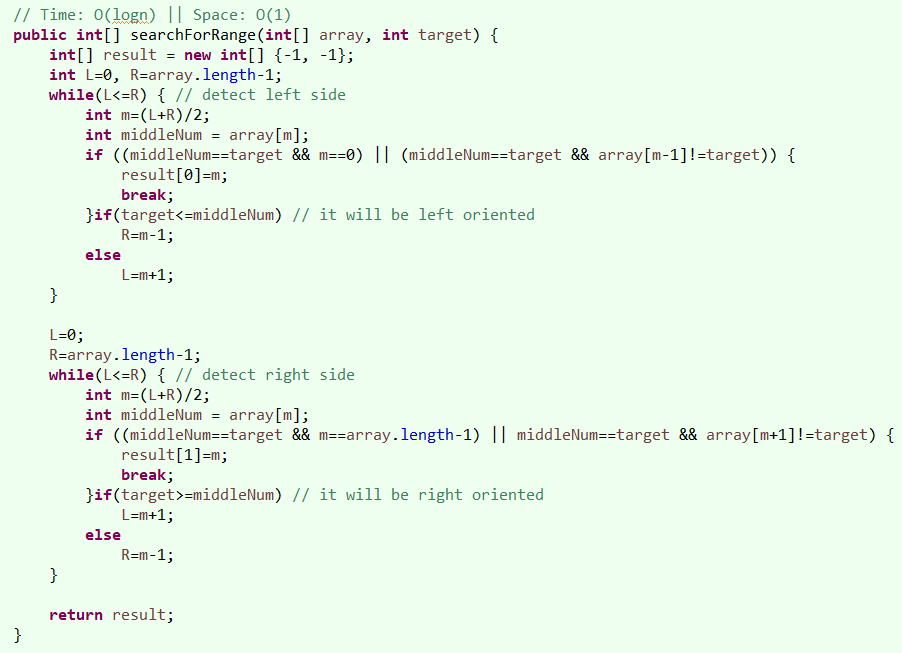 // Time: O(logn) || Space: O(1)
public int[] searchForRange(int[] array, int target) {
    int[] result = new int[] {-1, -1};
    int L=0, R=array.length-1;
    while(L<=R) { // detect left side
        int m=(L+R)/2;
        int middleNum = array[m];
        if ((middleNum==target && m==0) || (middleNum==target && array[m-1]!=target)) {
            result[0]=m;
            break;
        }if(target<=middleNum) // it will be left oriented
            R=m-1;
        else
            L=m+1;
    }

    L=0;
    R=array.length-1;
    while(L<=R) { // detect right side
        int m=(L+R)/2;
        int middleNum = array[m];
        if ((middleNum==target && m==array.length-1) || middleNum==target && array[m+1]!=target) {
            result[1]=m;
            break;
        }if(target>=middleNum) // it will be right oriented
            L=m+1;
        else
            R=m-1;
    }

    return result;
}